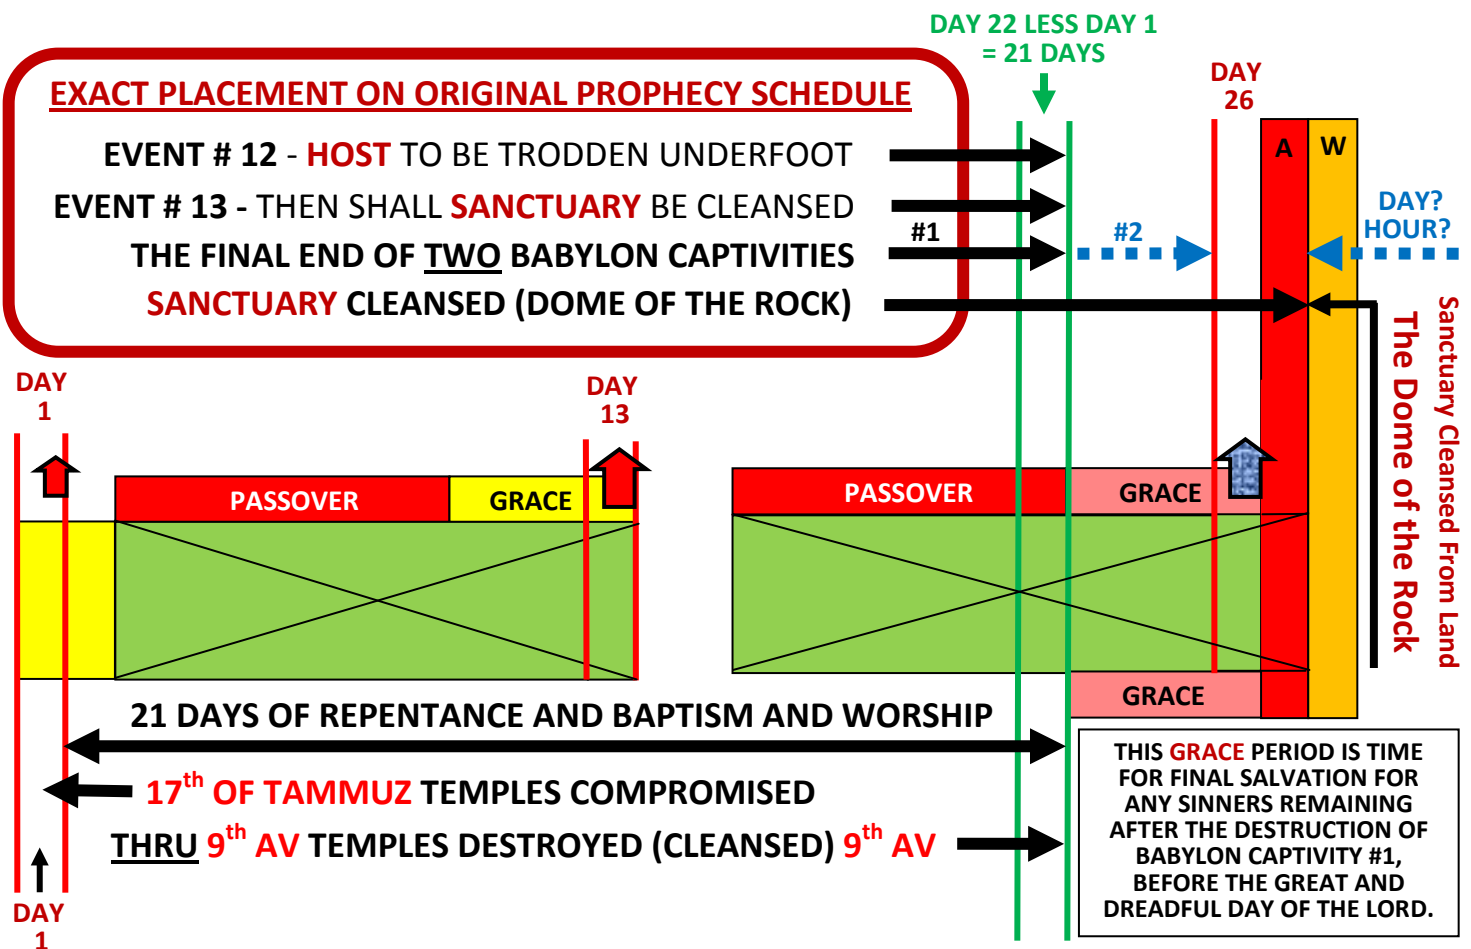 DAY 22 LESS DAY 1
= 21 DAYS
EXACT PLACEMENT ON ORIGINAL PROPHECY SCHEDULE
EVENT # 12 - HOST TO BE TRODDEN UNDERFOOT
EVENT # 13 - THEN SHALL SANCTUARY BE CLEANSED
THE FINAL END OF TWO BABYLON CAPTIVITIES
SANCTUARY CLEANSED (DOME OF THE ROCK)
#1
#2
DAY
26
A
W
DAY?
HOUR?
Sanctuary Cleansed From Land
The Dome of the Rock
DAY
1
DAY
13
PASSOVER
GRACE
PASSOVER
GRACE
GRACE
21 DAYS OF REPENTANCE AND BAPTISM AND WORSHIP
17th OF TAMMUZ TEMPLES COMPROMISED
THRU 9th AV TEMPLES DESTROYED (CLEANSED) 9th AV
DAY
1
THIS GRACE PERIOD IS TIME
FOR FINAL SALVATION FOR
ANY SINNERS REMAINING
AFTER THE DESTRUCTION OF
BABYLON CAPTIVITY #1,
BEFORE THE GREAT AND
DREADFUL DAY OF THE LORD.